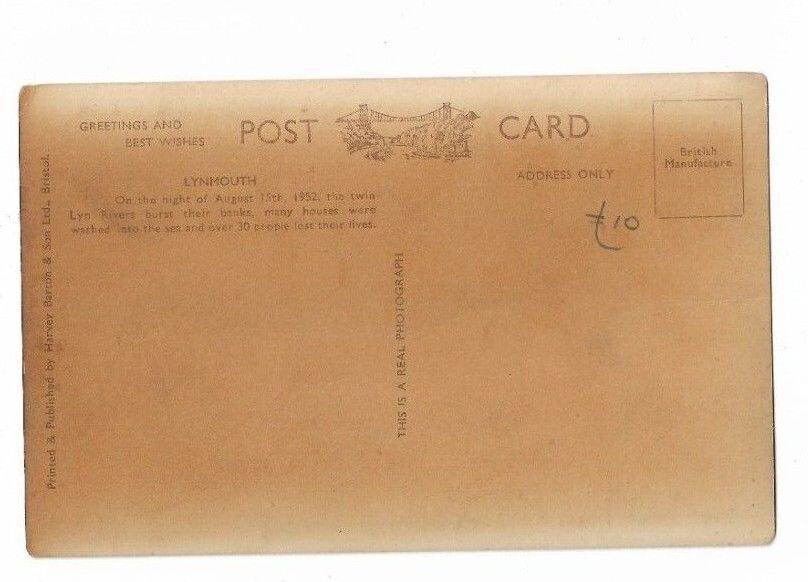 GREETINGS AND
BEST WISHES
POST CARD
British
Manufacture
ADDRESS ONLY
LYNMOUTH
On the night of August 15th, 1952, the twin
Lyn Rivers burst their banks, many houses were
washed into the sea and over 30 people lost their lives.
£10
THIS IS A REAL PHOTOGRAPH
Printed & Published by Harvey Barton & Son Ltd., Bristol.